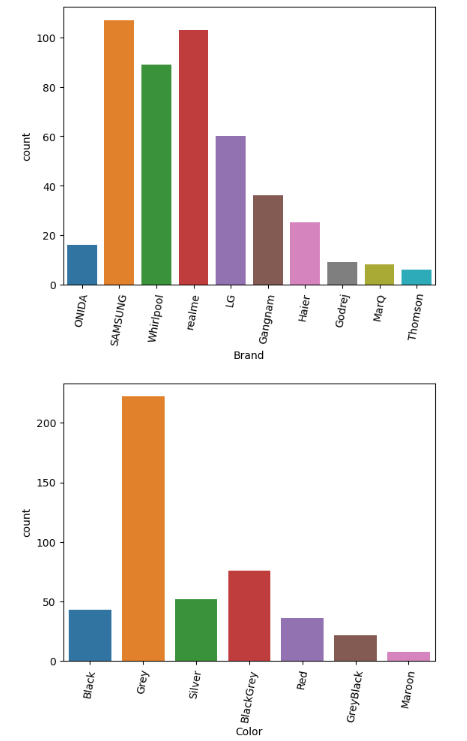 100
80
60
40
20
0
count
ONIDA
SAMSUNG
Whirlpool
realme
LG
Gangnam
Haier
Godrej
MarQ
Thomson
Brand
200
150
100
50
0
count
Black
Grey
Silver
BlackGrey
Red
GreyBlack
Maroon
Color